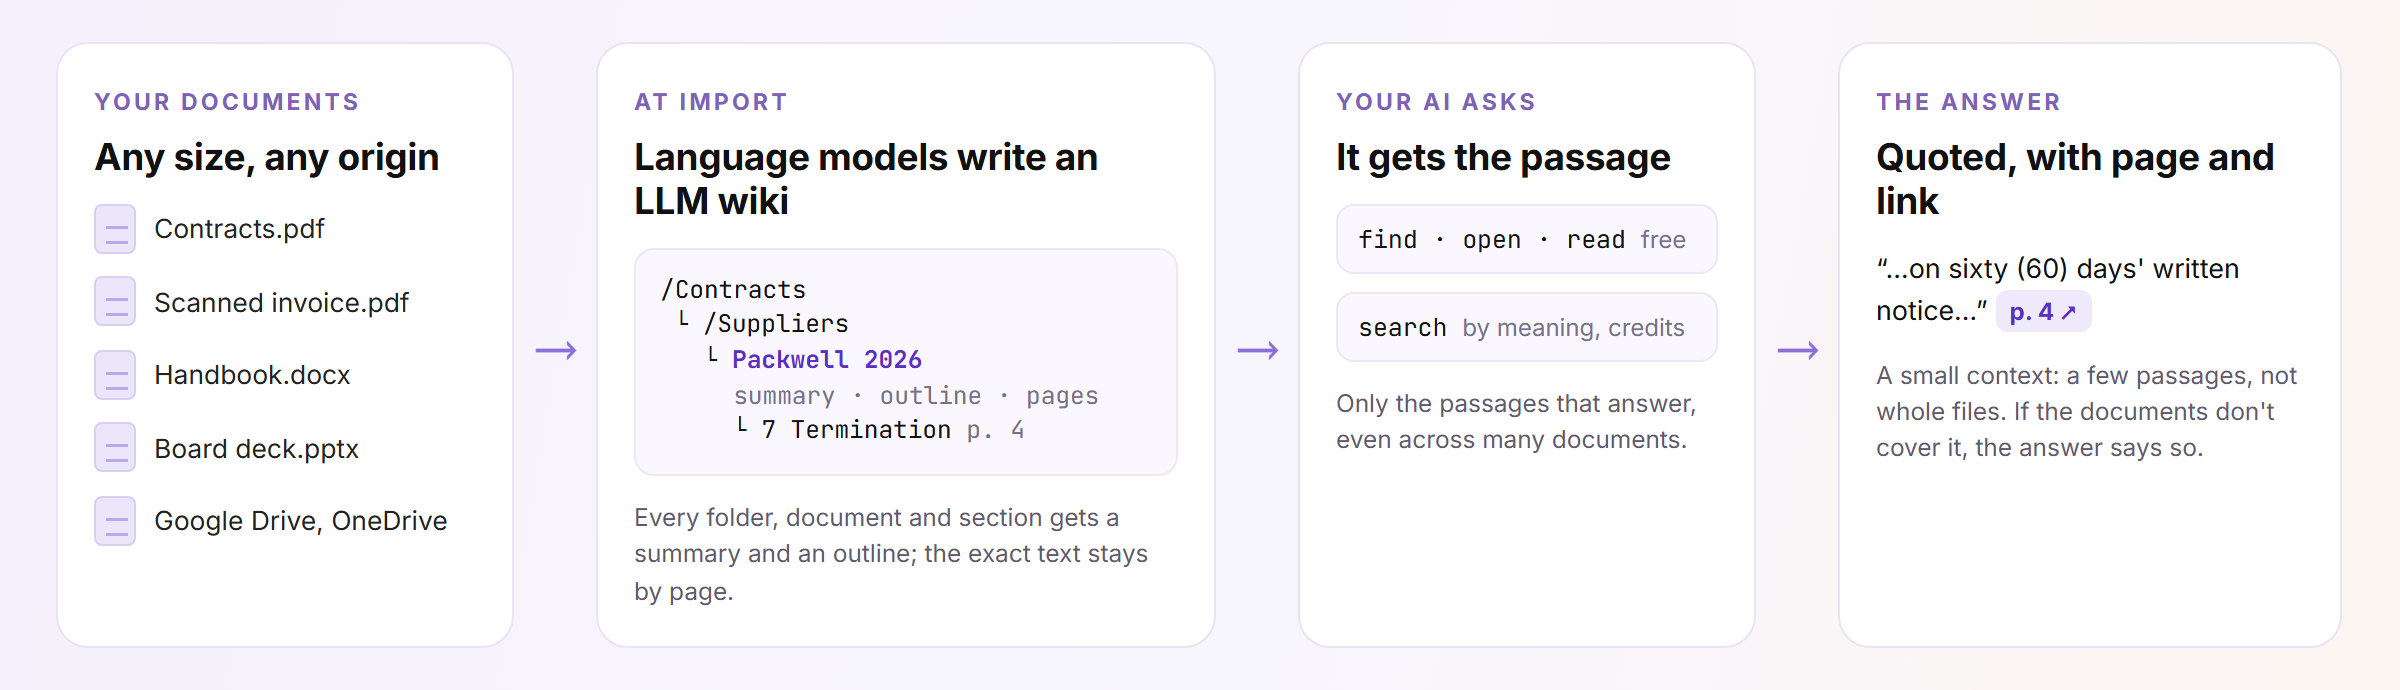 YOUR DOCUMENTS
Any size, any origin
Contracts.pdf
Scanned invoice.pdf
Handbook.docx
Board deck.pptx
Google Drive, OneDrive
→
AT IMPORT
Language models write an
LLM wiki
/Contracts
└ /Suppliers
└ Packwell 2026
summary · outline · pages
└ 7 Termination p. 4
Every folder, document and section gets a
summary and an outline; the exact text stays
by page.
→
YOUR AI ASKS
It gets the passage
find · open · read free
search by meaning, credits
Only the passages that answer,
even across many documents.
→
THE ANSWER
Quoted, with page and
link
“…on sixty (60) days' written
notice…” p. 4 ↗
A small context: a few passages, not
whole files. If the documents don't
cover it, the answer says so.